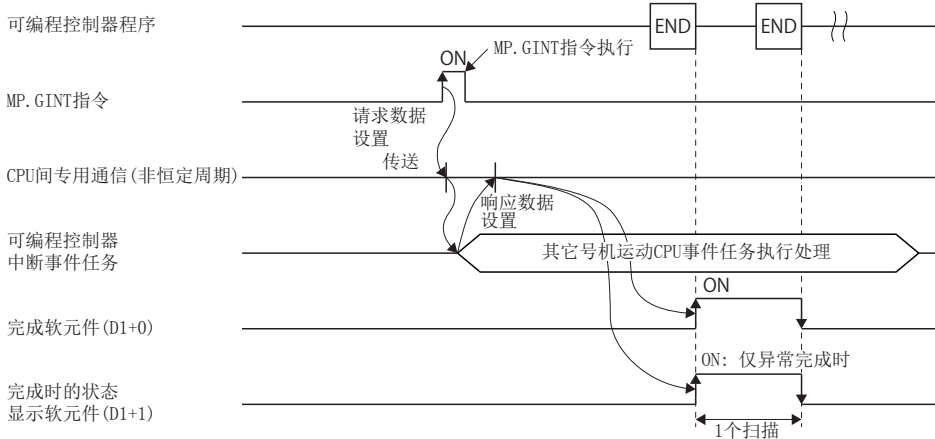 可编程控制器程序
END
END
ON
MP.GINT指令执行
MP.GINT指令
请求数据
设置
传送
CPU间专用通信(非恒定周期)
响应数据
设置
可编程控制器
中断事件任务
其它号机运动CPU事件任务执行处理
ON
完成软元件(D1+0)
ON: 仅异常完成时
完成时的状态
显示软元件(D1+1)
1个扫描